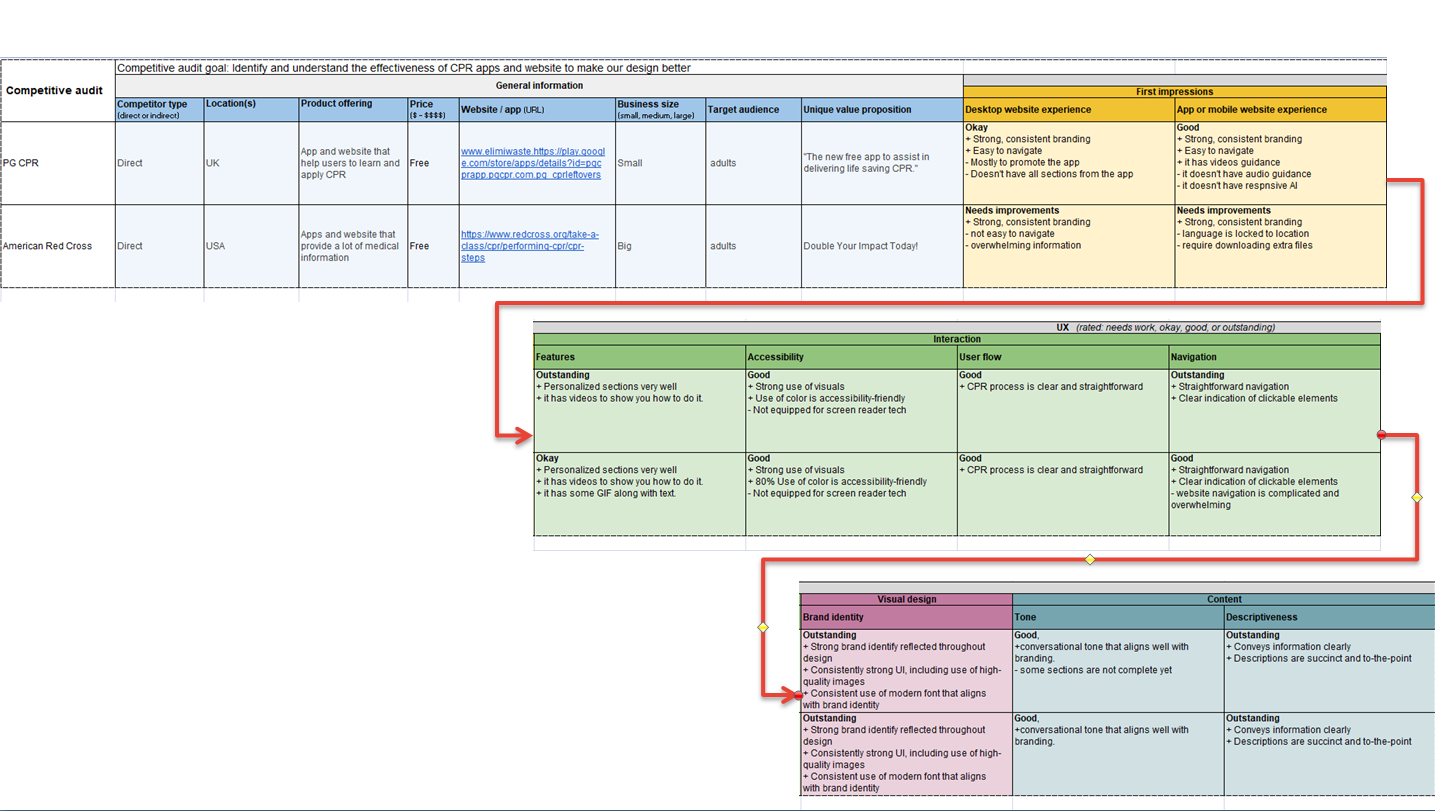 Competitive audit goal: Identify and understand the effectiveness of CPR apps and website to make our design better
Competitive audit
General information
First impressions
Competitor type
(direct or indirect)
Location(s)
Product offering
Price
($ - $$$$)
Website / app (URL)
Business size
(small, medium, large)
Target audience
Unique value proposition
Desktop website experience
App or mobile website experience
PG CPR
Direct
UK
App and website that
help users to learn and
apply CPR
Free
www.elimiwaste.https://play.googl
e.com/store/apps/details?id=pgc
prapp.pgcpr.com.pg_cprleftovers
Small
adults
"The new free app to assist in
delivering life saving CPR."
Okay
+ Strong, consistent branding
+ Easy to navigate
- Mostly to promote the app
- Doesn't have all sections from the app
Good
+ Strong, consistent branding
+ Easy to navigate
+ it has videos guidance
- it doesn't have audio guidance
- it doesn't have respnsive AI
American Red Cross
Direct
USA
Apps and website that
provide a lot of medical
information
Free
https://www.redcross.org/take-a-
class/cpr/performing-cpr/cpr-
steps
Big
adults
Double Your Impact Today!
Needs improvements
+ Strong, consistent branding
- not easy to navigate
- overwhelming information
Needs improvements
+ Strong, consistent branding
- language is locked to location
- require downloading extra files
UX (rated: needs work, okay, good, or outstanding)
Interaction
Features
Accessibility
User flow
Navigation
Outstanding
+ Personalized sections very well
+ it has videos to show you how to do it.
Good
+ Strong use of visuals
+ Use of color is accessibility-friendly
- Not equipped for screen reader tech
Good
+ CPR process is clear and straightforward
Outstanding
+ Straightforward navigation
+ Clear indication of clickable elements
Okay
+ Personalized sections very well
+ it has videos to show you how to do it.
+ it has some GIF along with text.
Good
+ Strong use of visuals
+ 80% Use of color is accessibility-friendly
- Not equipped for screen reader tech
Good
+ CPR process is clear and straightforward
Good
+ Straightforward navigation
+ Clear indication of clickable elements
- website navigation is complicated and
overwhelming
Visual design
Content
Brand identity
Tone
Descriptiveness
Outstanding
+ Strong brand identify reflected throughout
design
+ Consistently strong UI, including use of high-
quality images
+ Consistent use of modern font that aligns
with brand identity
Good,
+conversational tone that aligns well with
branding.
- some sections are not complete yet
Outstanding
+ Conveys information clearly
+ Descriptions are succinct and to-the-point
Outstanding
+ Strong brand identify reflected throughout
design
+ Consistently strong UI, including use of high-
quality images
+ Consistent use of modern font that aligns
with brand identity
Good,
+conversational tone that aligns well with
branding.
Outstanding
+ Conveys information clearly
+ Descriptions are succinct and to-the-point